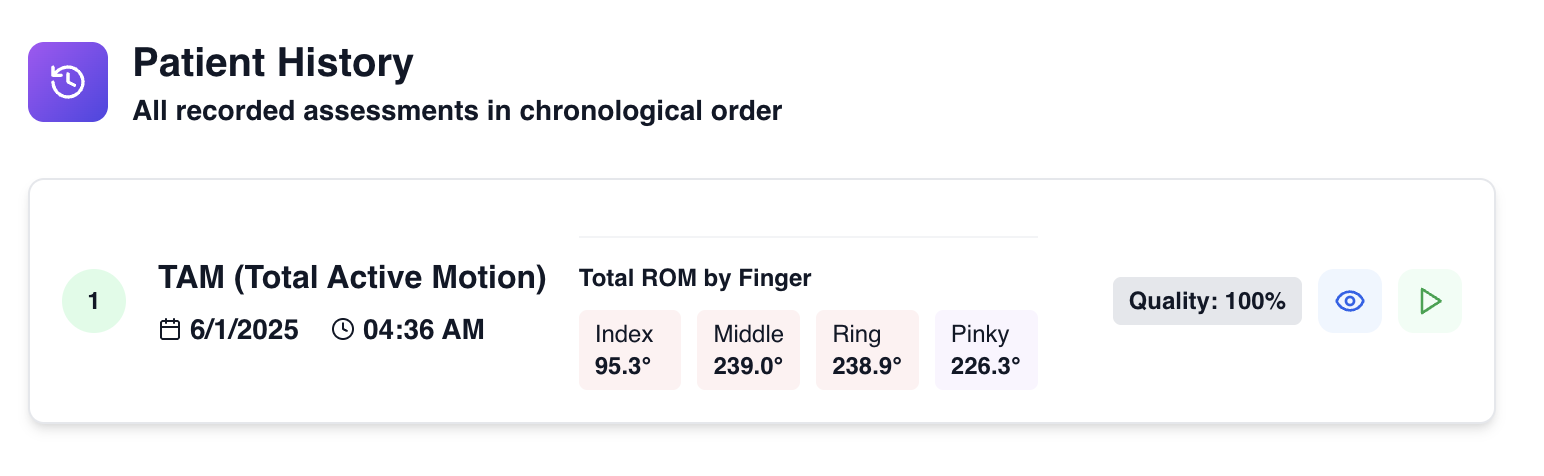 Patient History
All recorded assessments in chronological order
1
TAM (Total Active Motion)
6/1/2025 04:36 AM
Total ROM by Finger
Index
95.3°
Middle
239.0°
Ring
238.9°
Pinky
226.3°
Quality: 100%